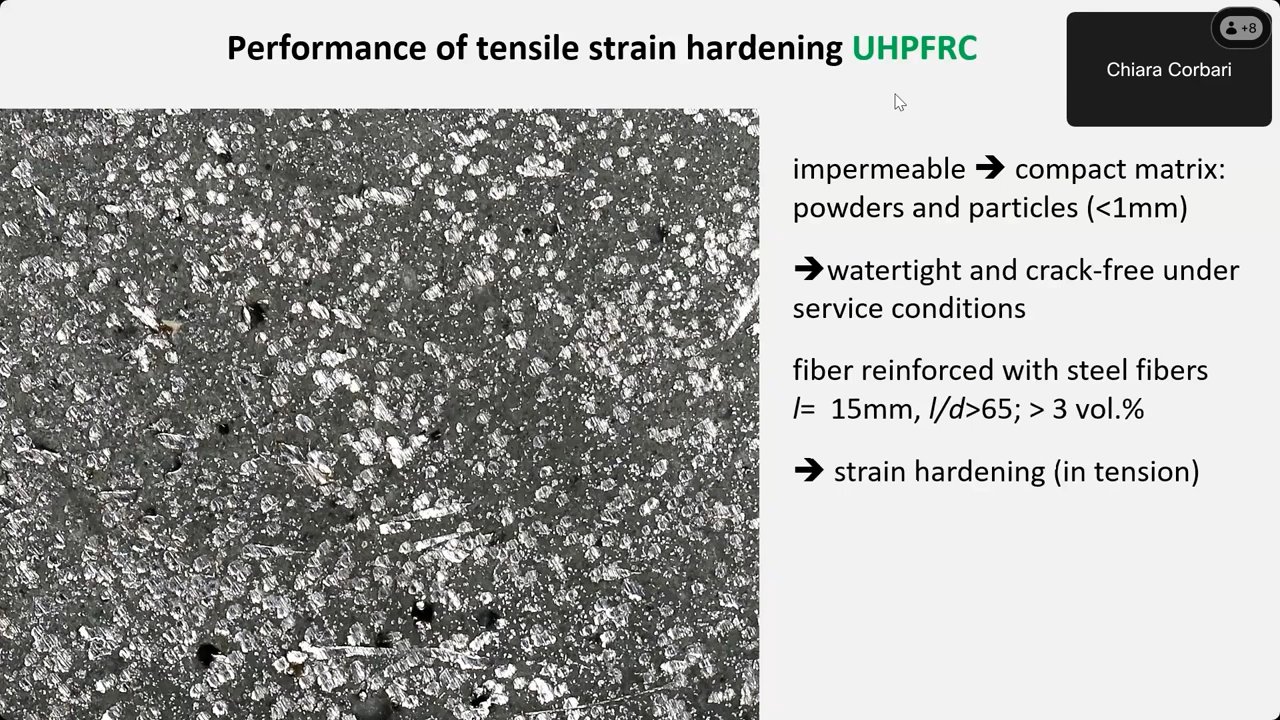 Performance of tensile strain hardening UHPFRC
+8
Chiara Corbari
impermeable ➔ compact matrix:
powders and particles (<1mm)
➔watertight and crack-free under
service conditions
fiber reinforced with steel fibers
l= 15mm, l/d>65; > 3 vol.%
➔ strain hardening (in tension)